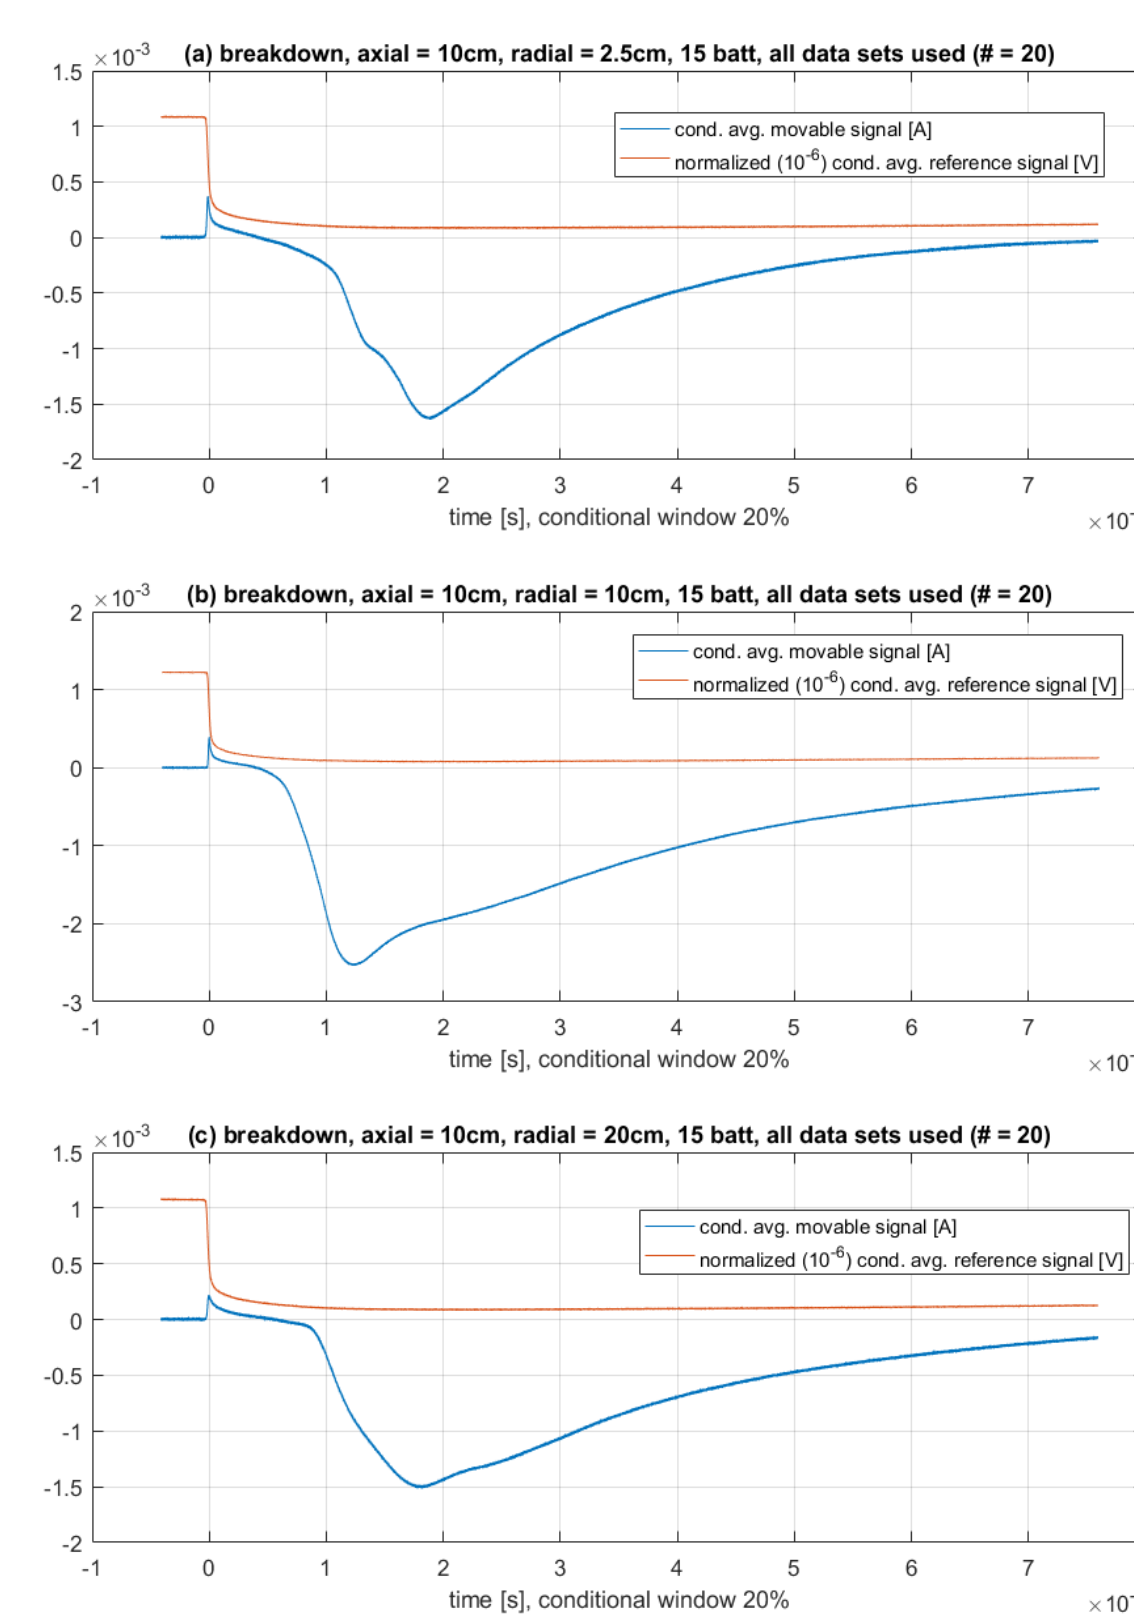 ×10-3
(a) breakdown, axial = 10cm, radial = 2.5cm, 15 batt, all data sets used (# = 20)
1.5
1
0.5
0
-0.5
-1
-1.5
-2
cond. avg. movable signal [A]
normalized (10-6) cond. avg. reference signal [V]
-1 0 1 2 3 4 5 6 7
time [s], conditional window 20%
×10
×10-3
(b) breakdown, axial = 10cm, radial = 10cm, 15 batt, all data sets used (# = 20)
2
1
0
-1
-2
-3
cond. avg. movable signal [A]
normalized (10-6) cond. avg. reference signal [V]
-1 0 1 2 3 4 5 6 7
time [s], conditional window 20%
×10
×10-3
(c) breakdown, axial = 10cm, radial = 20cm, 15 batt, all data sets used (# = 20)
1.5
1
0.5
0
-0.5
-1
-1.5
-2
cond. avg. movable signal [A]
normalized (10-6) cond. avg. reference signal [V]
-1 0 1 2 3 4 5 6 7
time [s], conditional window 20%
×10